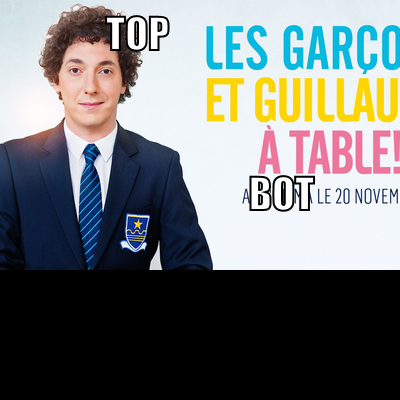 TOP
LES GARÇO
ET GUILLAU
À TABLE!
BOT
LE 20 NOVEM